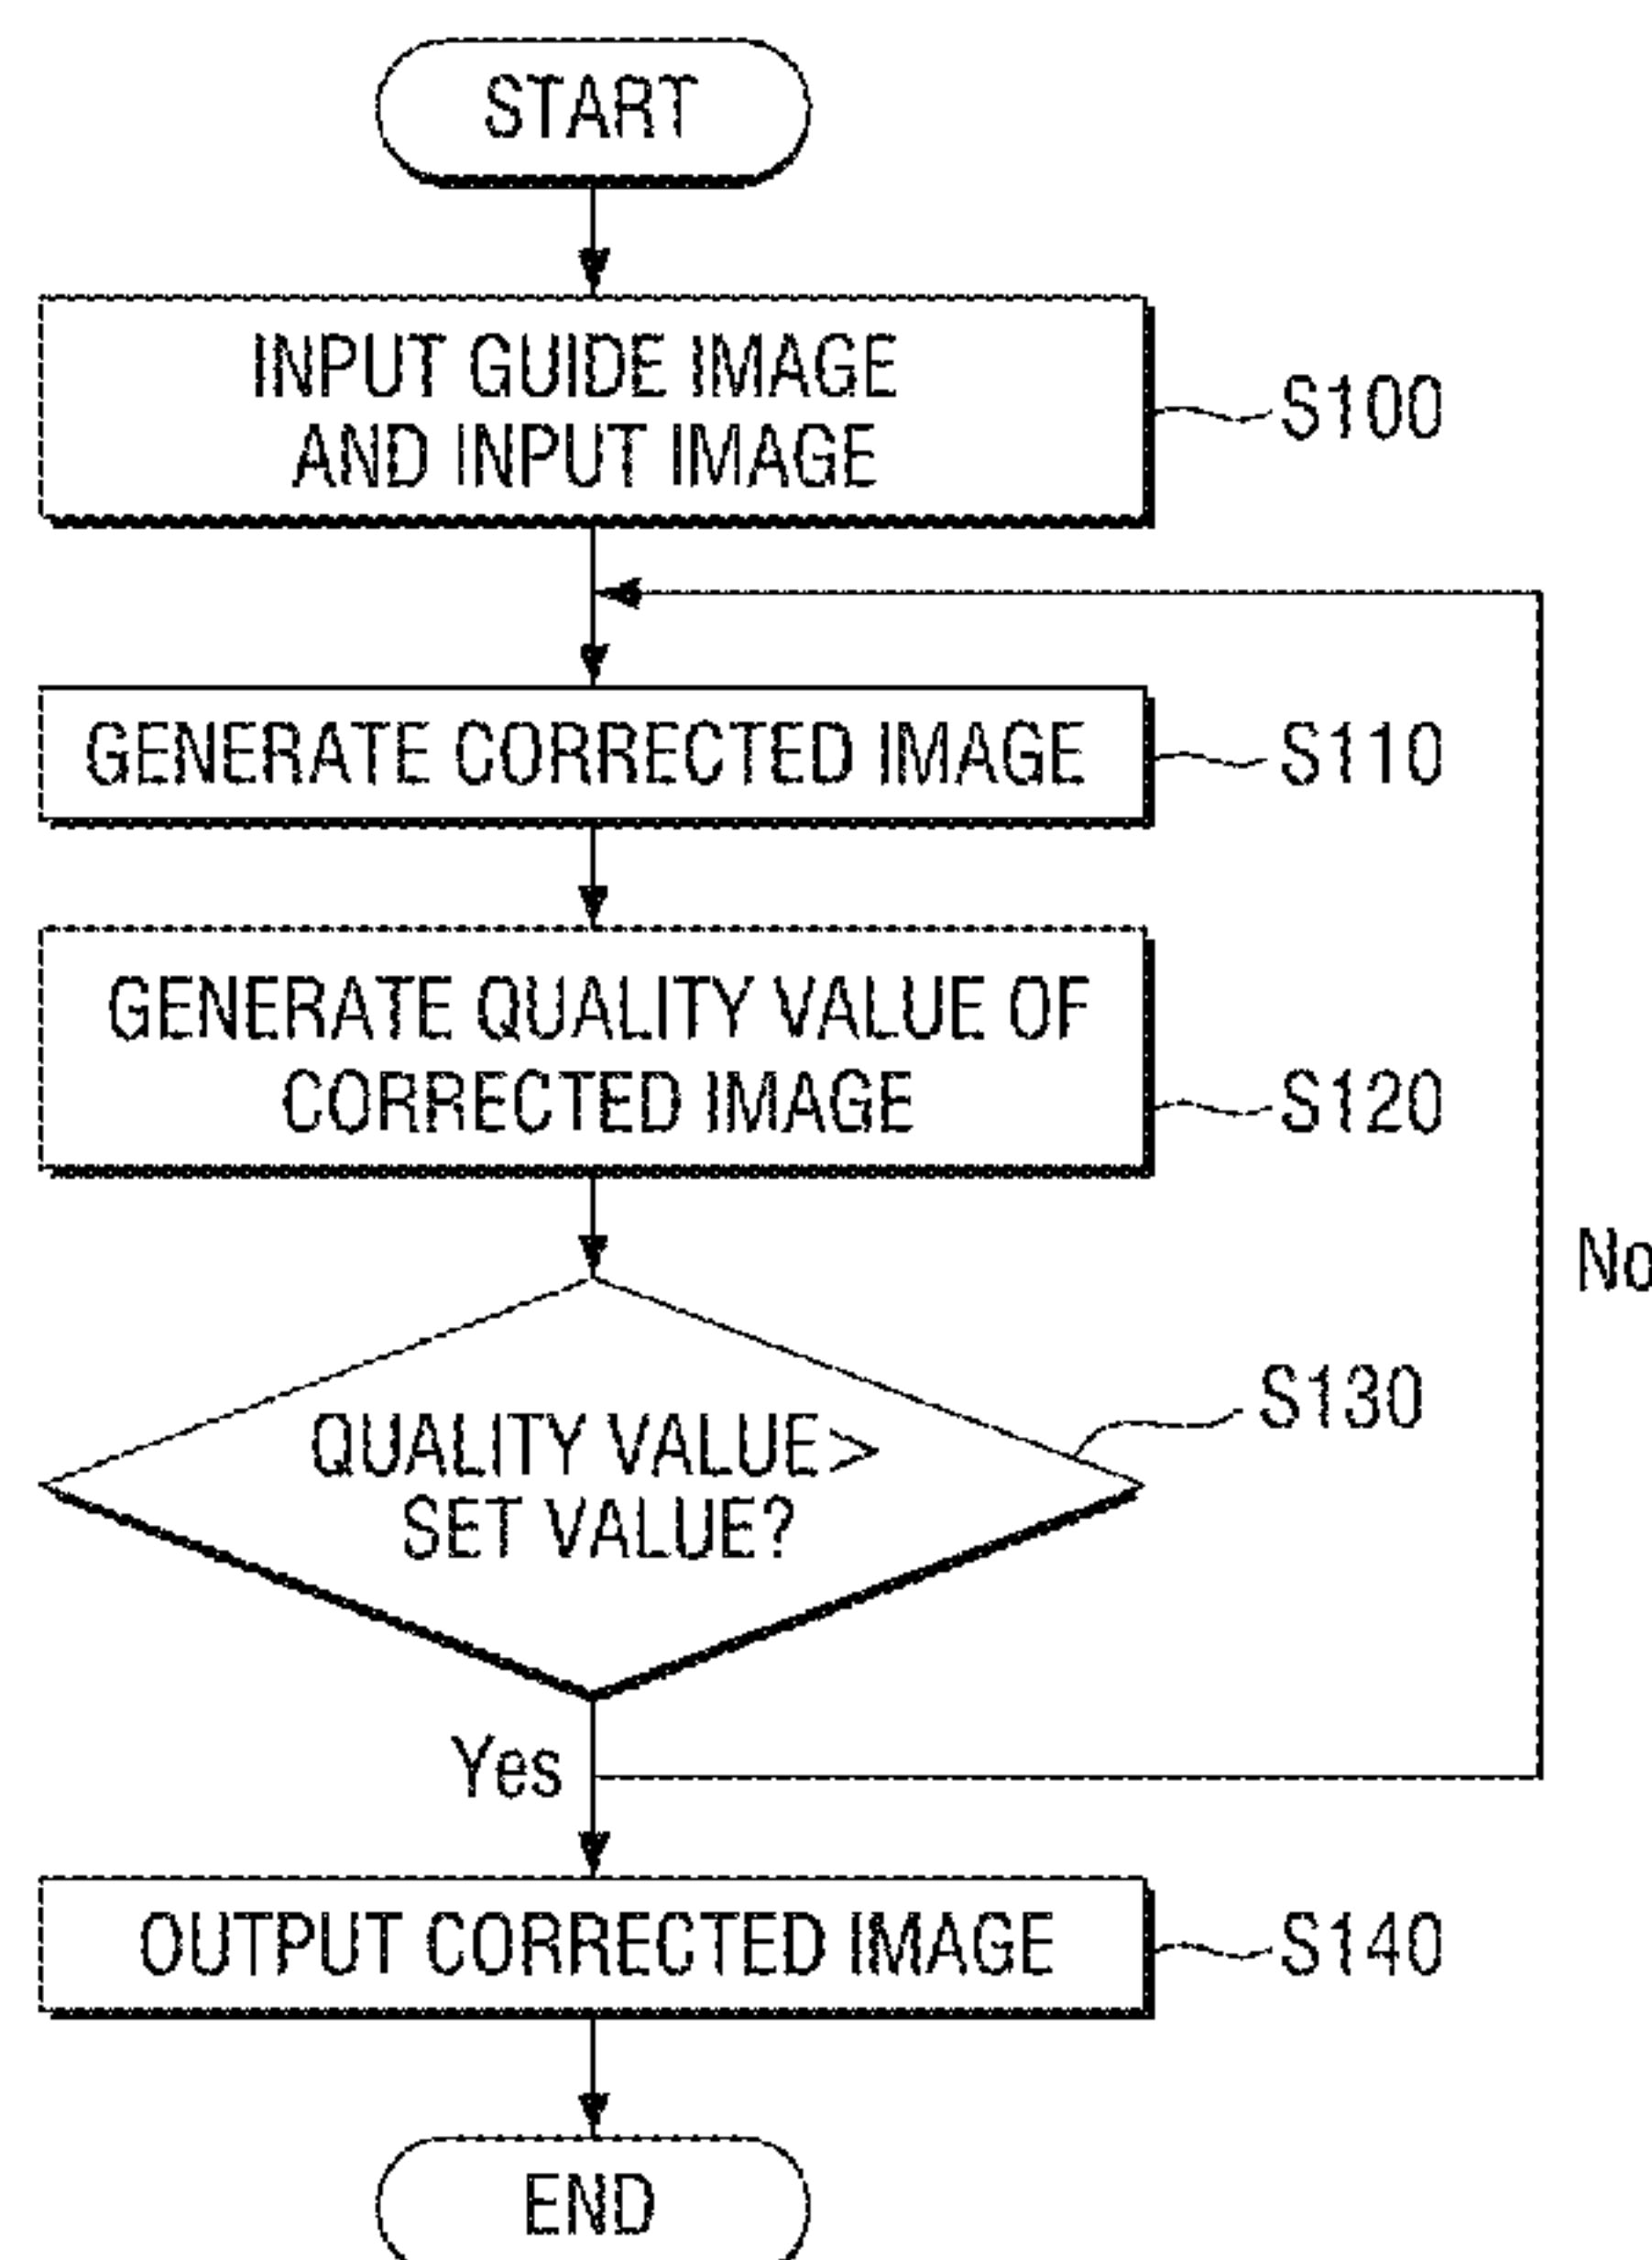 START
INPUT GUIDE IMAGE
AND INPUT IMAGE
S100
GENERATE CORRECTED IMAGE
S110
GENERATE QUALITY VALUE OF
CORRECTED IMAGE
S120
No
QUALITY VALUE>
SET VALUE?
S130
Yes
OUTPUT CORRECTED IMAGE
S140
END